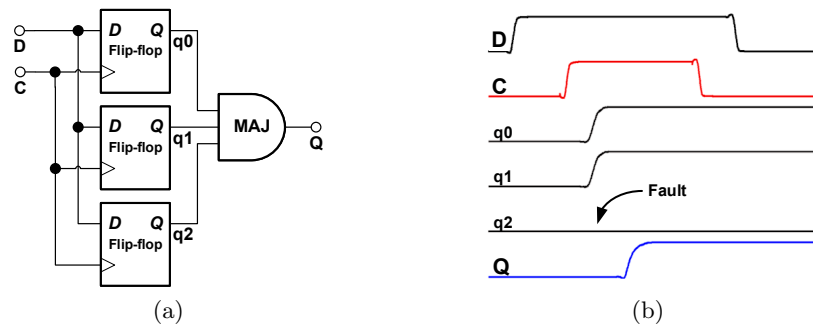 D
C
D Q
Flip-flop
q0
D Q
Flip-flop
q1
D Q
Flip-flop
q2
MAJ
Q
(a)
D
C
q0
q1
Fault
q2
Q
(b)